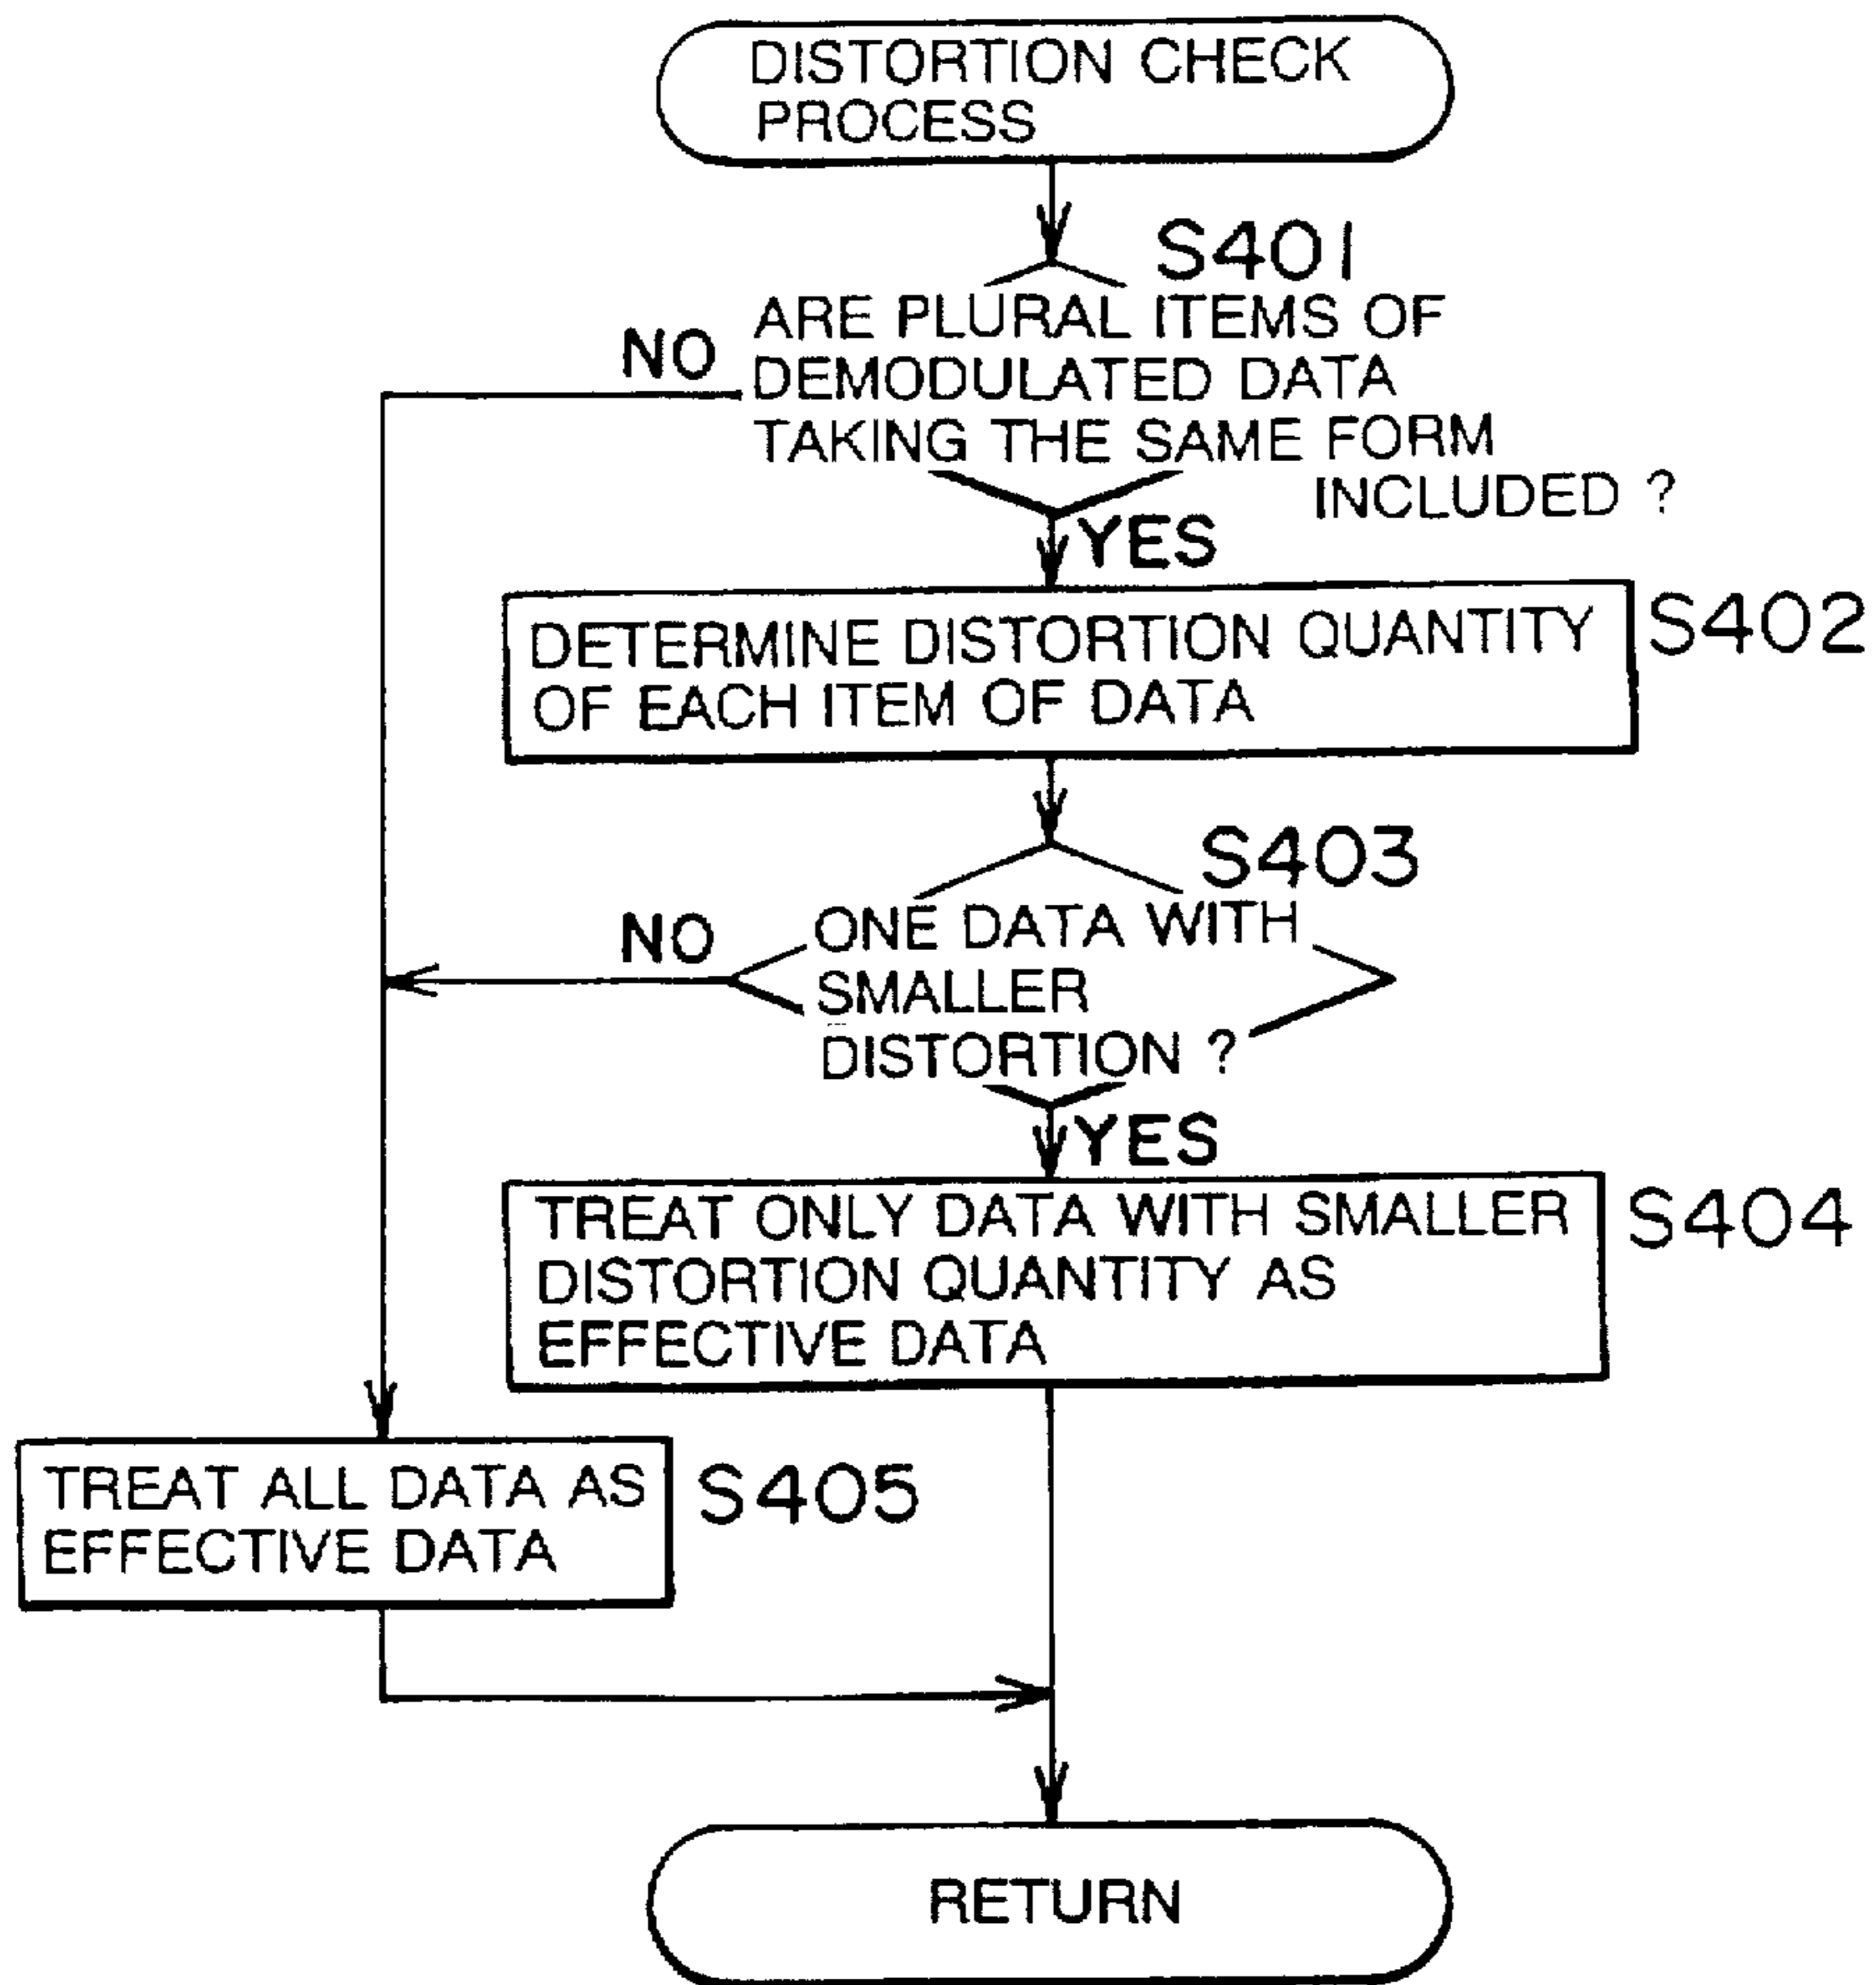 DISTORTION CHECK
PROCESS
S401
ARE PLURAL ITEMS OF
NO
DEMODULATED DATA
TAKING THE SAME FORM
INCLUDED ?
YES
DETERMINE DISTORTION QUANTITY
S402
OF EACH ITEM OF DATA
S403
NO
ONE DATA WITH
SMALLER
DISTORTION ?
YES
TREAT ONLY DATA WITH SMALLER
S404
DISTORTION QUANTITY AS
EFFECTIVE DATA
TREAT ALL DATA AS
S405
EFFECTIVE DATA
RETURN